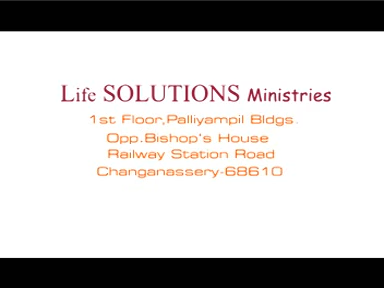 Life SOLUTIONS Ministries
1st Floor,Palliyampil Bldgs.
Opp.Bishop's House
Railway Station Road
Changanassery-68610